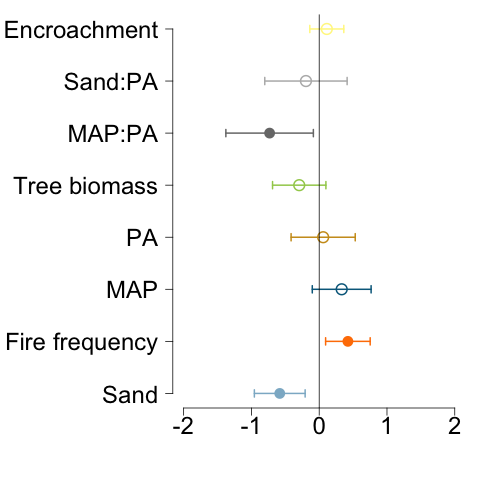 Encroachment
Sand:PA
MAP:PA
Tree biomass
PA
MAP
Fire frequency
Sand
-2 -1 0 1 2